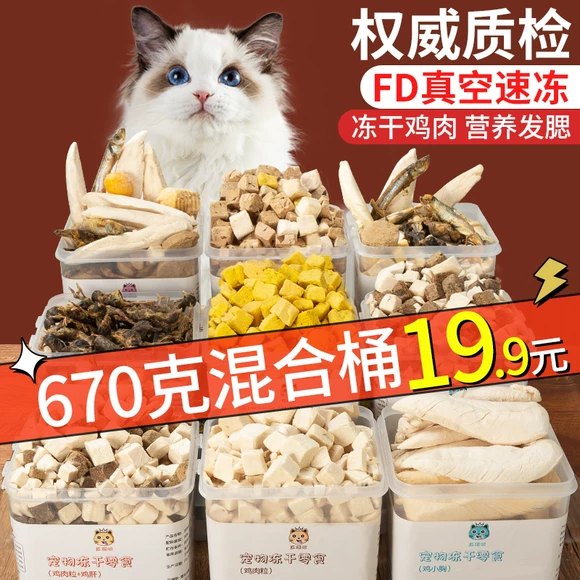 权威质检
FD真空速冻
冻干鸡肉 营养发腮
670克混合桶19.9元
宠物冻干零食
(鸡肉粒+鸡肝)
宠物冻干零食
(鸡肉粒)
宠物冻干零食
(鸡小胸)